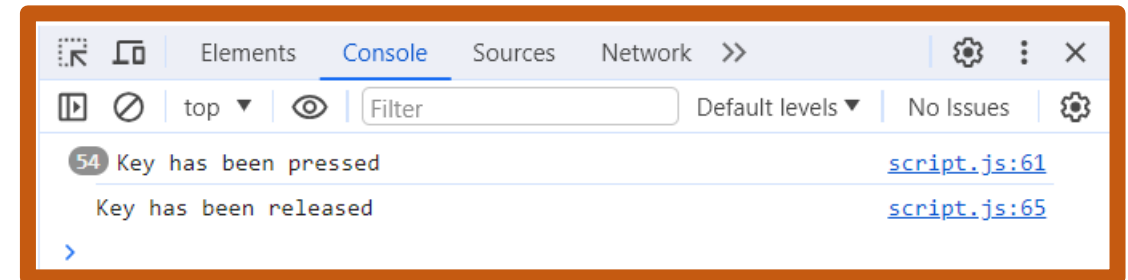 Elements Console Sources Network >>
top ▼ Filter Default levels ▼ No Issues
54 Key has been pressed script.js:61
Key has been released script.js:65
>